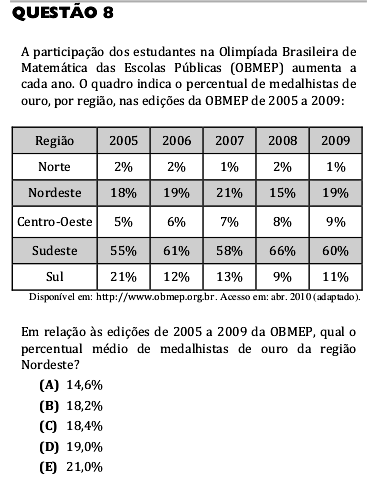 QUESTÃO 8
A participação dos estudantes na Olimpíada Brasileira de
Matemática das Escolas Públicas (OBMEP) aumenta a
cada ano. O quadro indica o percentual de medalhistas de
ouro, por região, nas edições da OBMEP de 2005 a 2009:
Região 2005 2006 2007 2008 2009
Norte 2% 2% 1% 2% 1%
Nordeste 18% 19% 21% 15% 19%
Centro-Oeste 5% 6% 7% 8% 9%
Sudeste 55% 61% 58% 66% 60%
Sul 21% 12% 13% 9% 11%
Disponível em: http://www.obmep.org.br. Acesso em: abr. 2010 (adaptado).
Em relação às edições de 2005 a 2009 da OBMEP, qual o
percentual médio de medalhistas de ouro da região
Nordeste?
(A) 14,6%
(B) 18,2%
(C) 18,4%
(D) 19,0%
(E) 21,0%